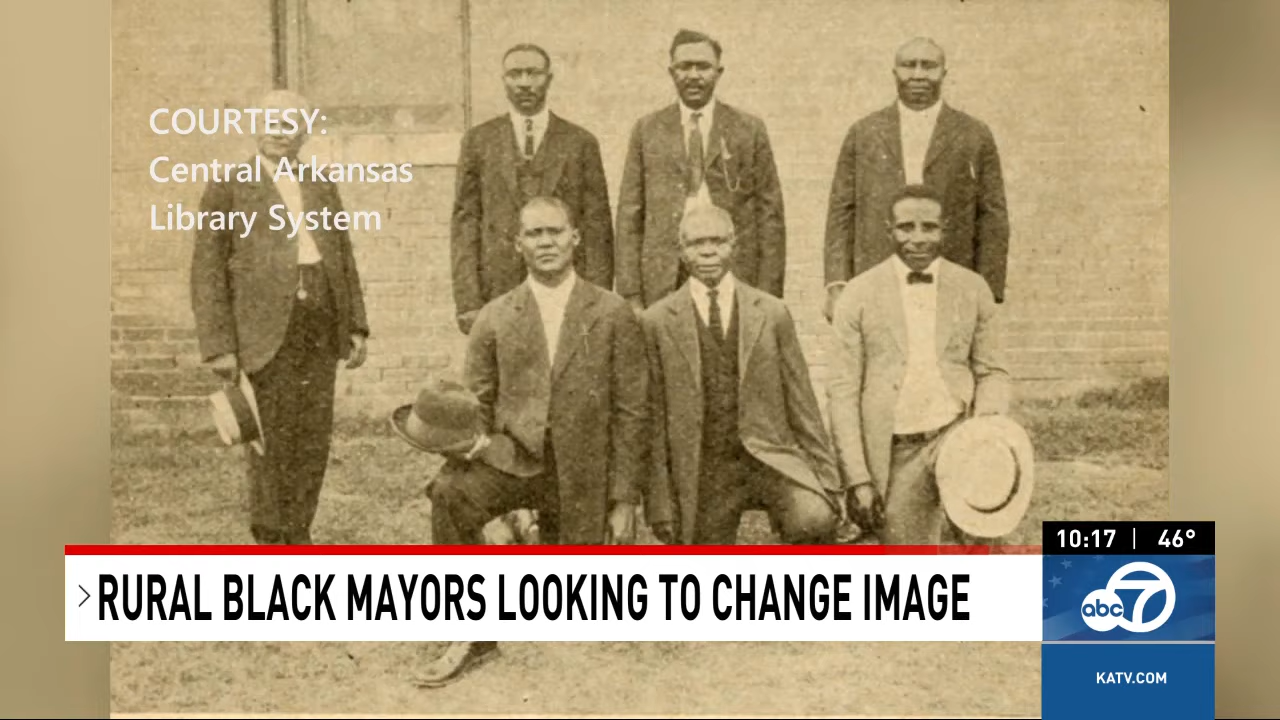 COURTESY:
Central Arkansas
Library System
10:17 | 46°
RURAL BLACK MAYORS LOOKING TO CHANGE IMAGE
abc 7
KATV.COM